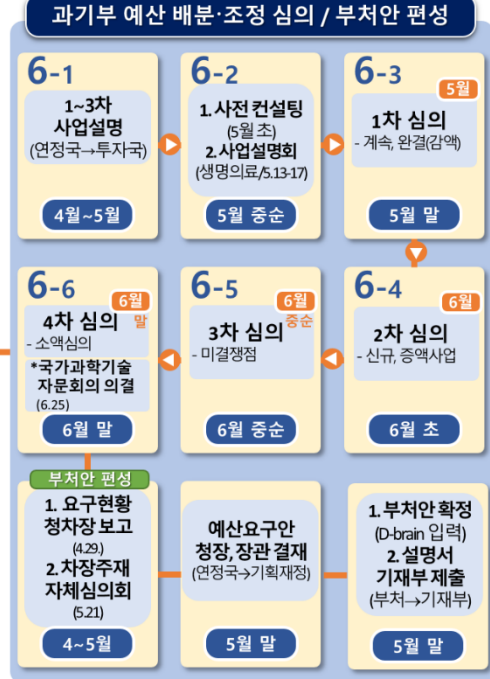 과기부 예산 배분·조정 심의 / 부처안 편성
6-1
1~3차
사업설명
(연정국→투자국)
4월~5월
6-2
1. 사전 컨설팅
(5월 초)
2. 사업설명회
(생명의료/5.13-17)
5월 중순
6-3
5월
1차 심의
- 계속, 완결(감액)
5월 말
6-6
6월
말
4차 심의
- 소액심의
*국가과학기술
자문회의 의결
(6.25)
6월 말
6-5
6월
중순
3차 심의
- 미결쟁점
6월 중순
6-4
6월
2차 심의
- 신규, 증액사업
6월 초
부처안 편성
1. 요구현황
청차장 보고
(4.29.)
2. 차장주재
자체심의회
(5.21)
4~5월
예산요구안
청장, 장관 결재
(연정국→기획재정)
5월 말
1. 부처안 확정
(D-brain 입력)
2. 설명서
기재부 제출
(부처→기재부)
5월 말